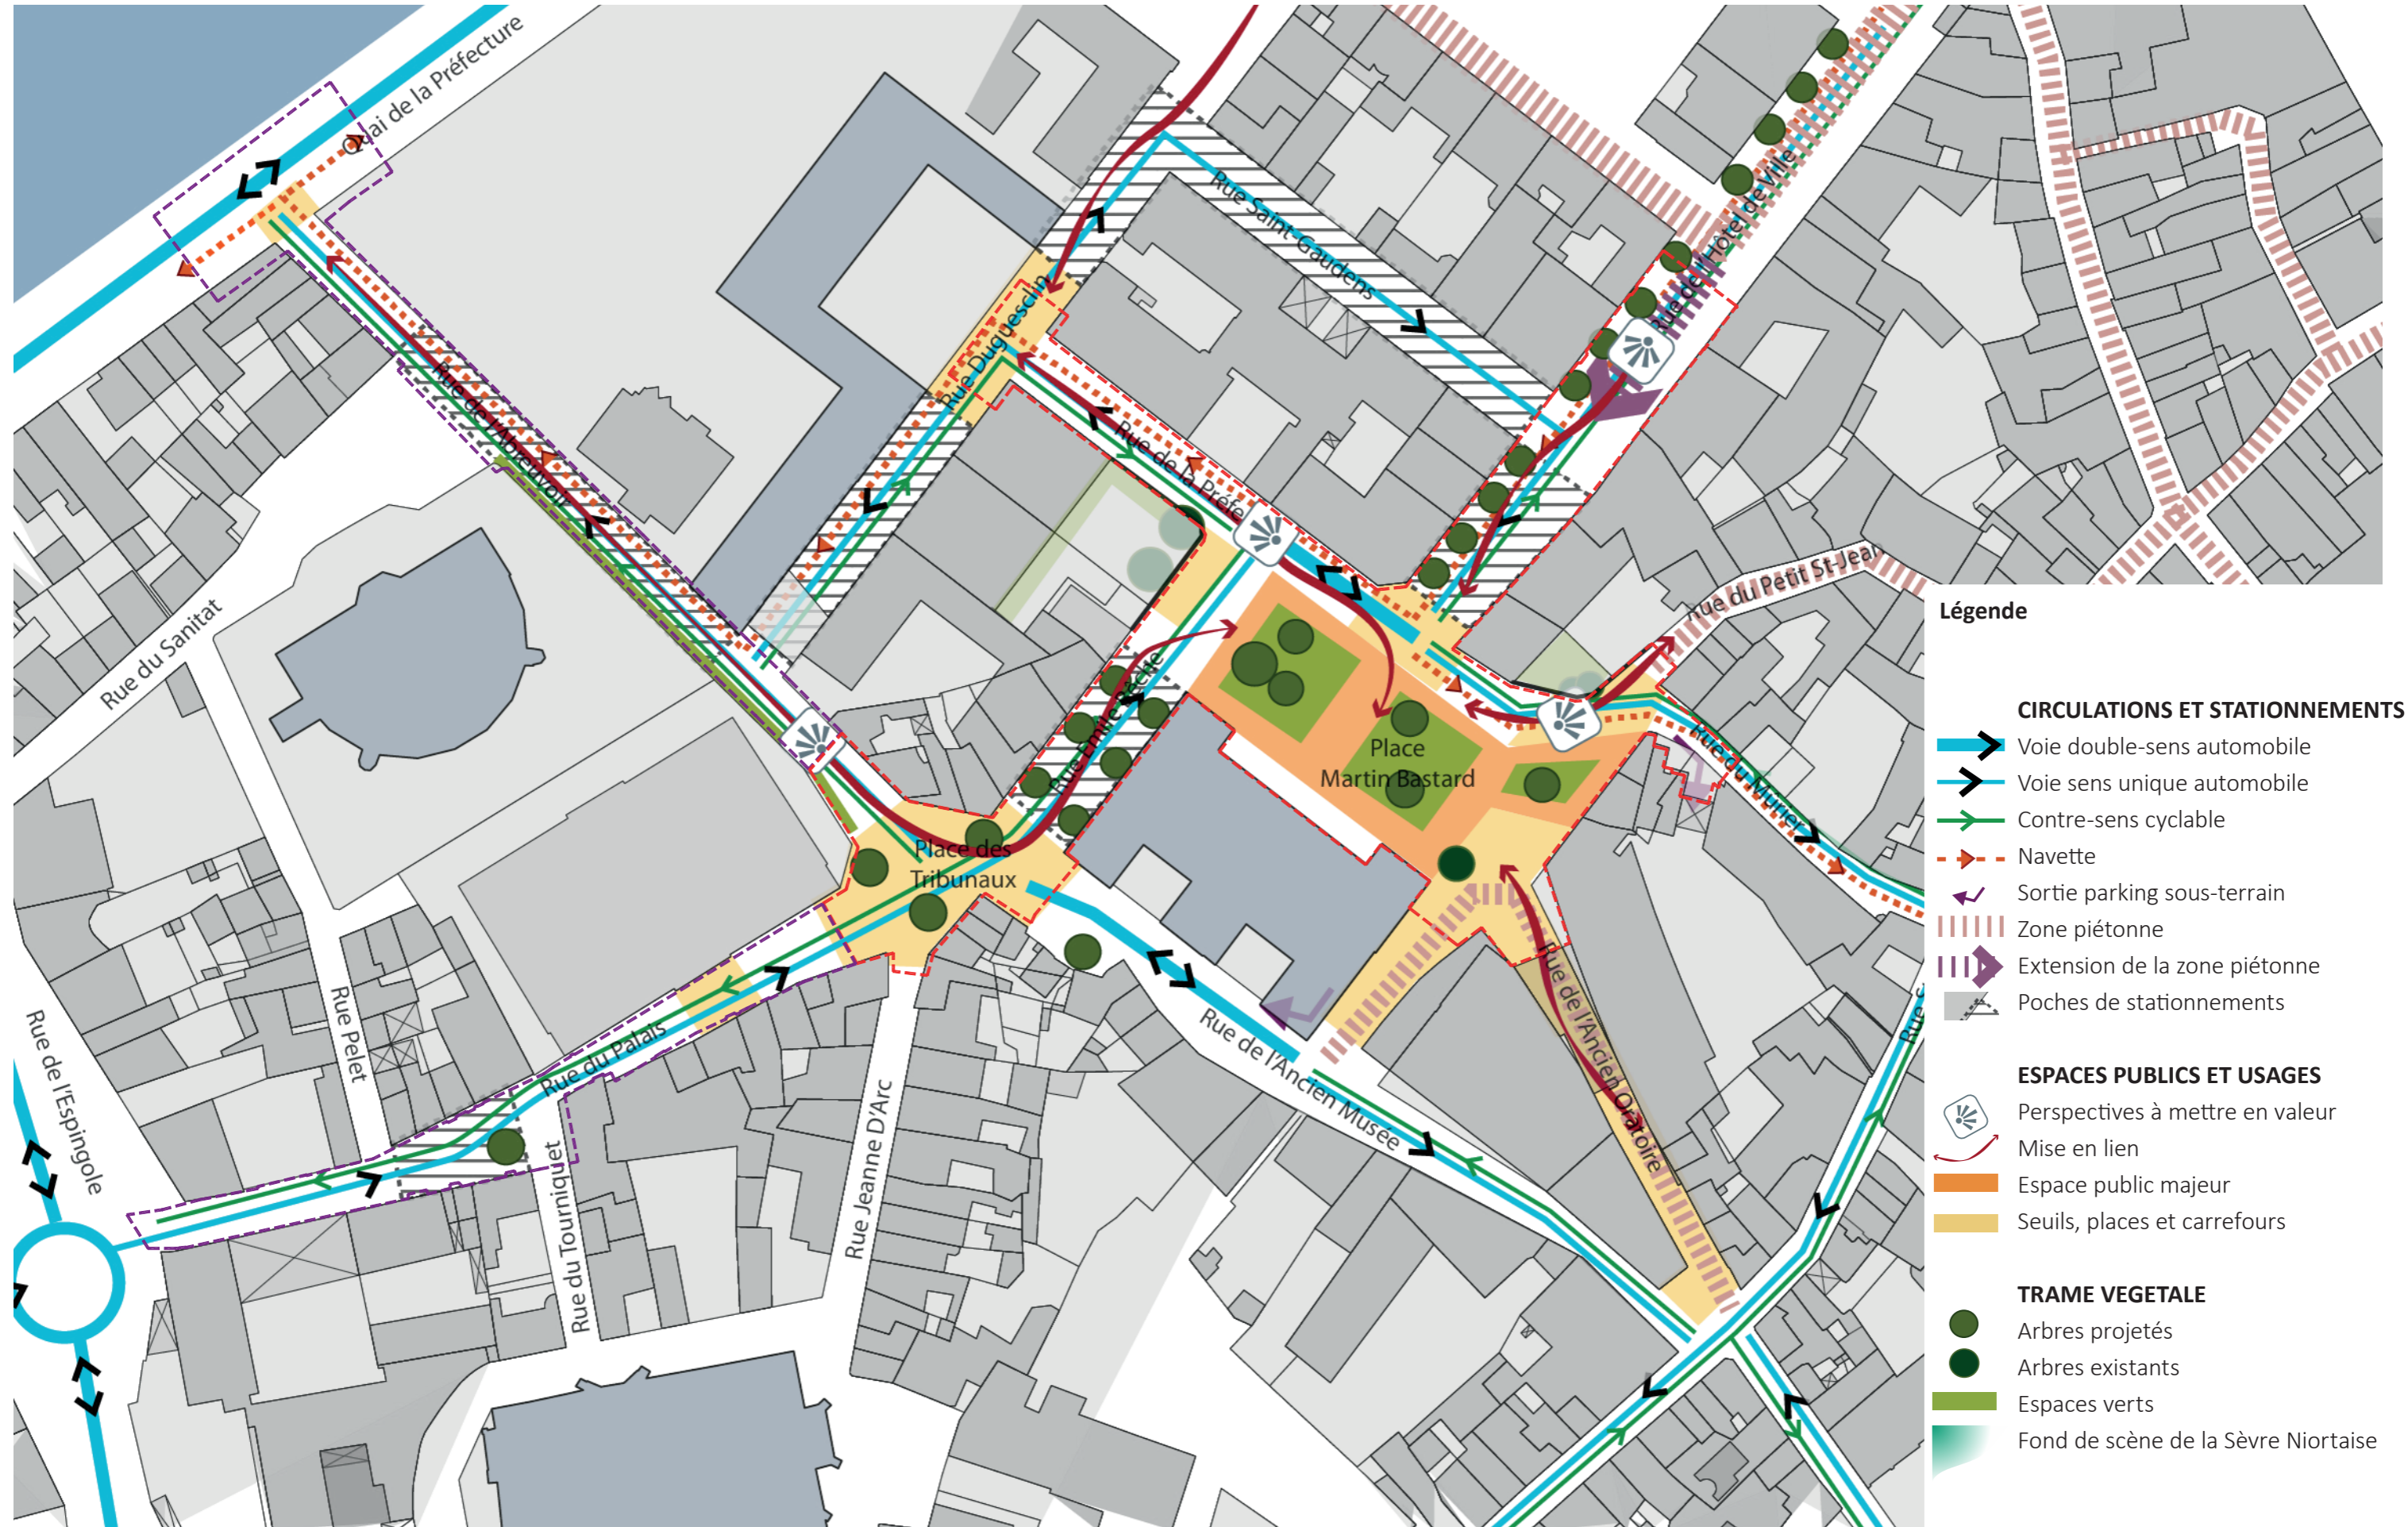 Quai de la Préfecture
Rue Saint-Gaudens
Rue de l'Hôtel de Ville
Rue Duguesclin
Rue de l'Abreuvoir
Rue de la Préfe
rue du Petit St-Jean
Rue du Sanitat
Rue Emile Bèche
Place
Martin Bastard
Rue du Murier
Place des
Tribunaux
Rue de l'Ancien Oratoire
Rue Pelet
Rue de l'Espingole
Rue du Palais
Rue de l'Ancien Musée
Rue Jeanne D'Arc
Rue du Tourniquet
Rue S
Légende
CIRCULATIONS ET STATIONNEMENTS
Voie double-sens automobile
Voie sens unique automobile
Contre-sens cyclable
Navette
Sortie parking sous-terrain
Zone piétonne
Extension de la zone piétonne
Poches de stationnements
ESPACES PUBLICS ET USAGES
Perspectives à mettre en valeur
Mise en lien
Espace public majeur
Seuils, places et carrefours
TRAME VEGETALE
Arbres projetés
Arbres existants
Espaces verts
Fond de scène de la Sèvre Niortaise